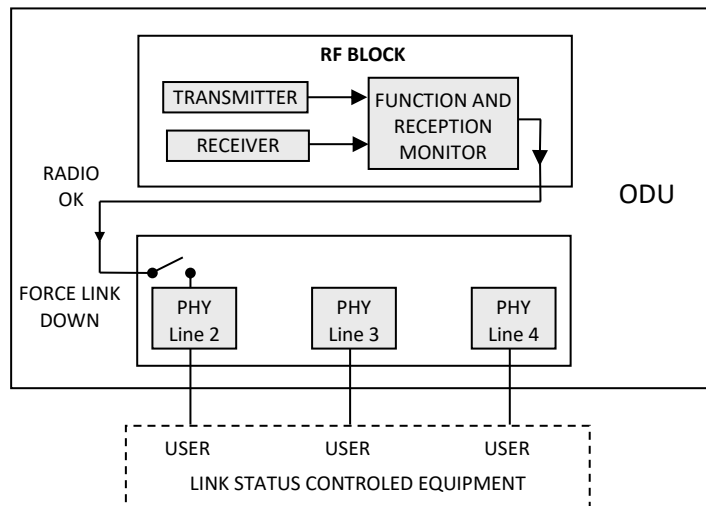 RF BLOCK
TRANSMITTER
RECEIVER
FUNCTION AND
RECEPTION
MONITOR
RADIO
OK
ODU
FORCE LINK
DOWN
PHY
Line 2
PHY
Line 3
PHY
Line 4
USER
USER
USER
LINK STATUS CONTROLED EQUIPMENT